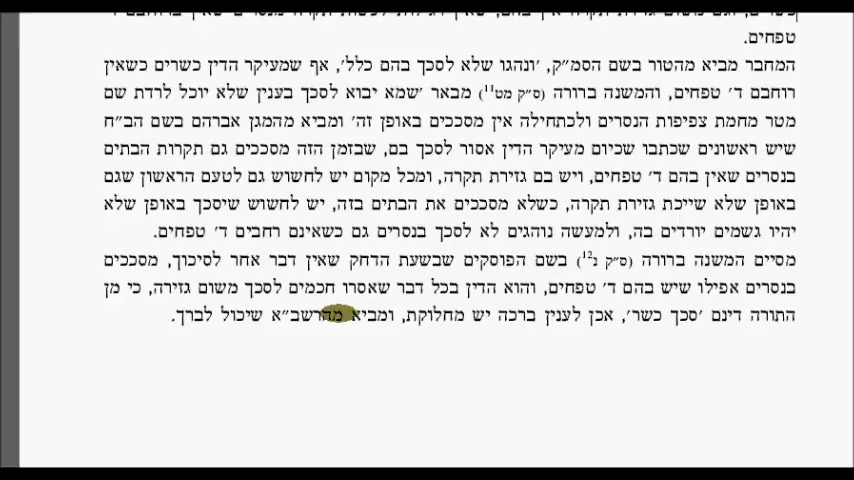 טפחים.
המחבר מביא מהטור בשם הסמ״ק, ׳ונהגו שלא לסכך בהם כלל׳, אף שמעיקר הדין כשרים כשאין
רוחבם ד׳ טפחים, והמשנה ברורה (ס״ק מט11) מבאר ׳שמא יבוא לסכך בענין שלא יוכל לרדת שם
מטר מחמת צפיפות הנסרים ולכתחילה אין מסככים באופן זה׳ ומביא מהמגן אברהם בשם הב״ח
שיש ראשונים שכתבו שכיום מעיקר הדין אסור לסכך בם, שבזמן הזה מסככים גם תקרות הבתים
בנסרים שאין בהם ד׳ טפחים, ויש בם גזירת תקרה, ומכל מקום יש לחשוש גם לטעם הראשון שגם
באופן שלא שייכת גזירת תקרה, כשלא מסככים את הבתים בזה, יש לחשוש שיסכך באופן שלא
יהיו גשמים יורדים בה, ולמעשה נוהגים לא לסכך בנסרים גם כשאינם רחבים ד׳ טפחים.
מסיים המשנה ברורה (ס״ק נ12) בשם הפוסקים שבשעת הדחק שאין דבר אחר לסיכוך, מסככים
בנסרים אפילו שיש בהם ד׳ טפחים, והוא הדין בכל דבר שאסרו חכמים לסכך משום גזירה, כי מן
התורה דינם ׳סכך כשר׳, אכן לענין ברכה יש מחלוקת, ומביא מהרשב״א שיכול לברך.